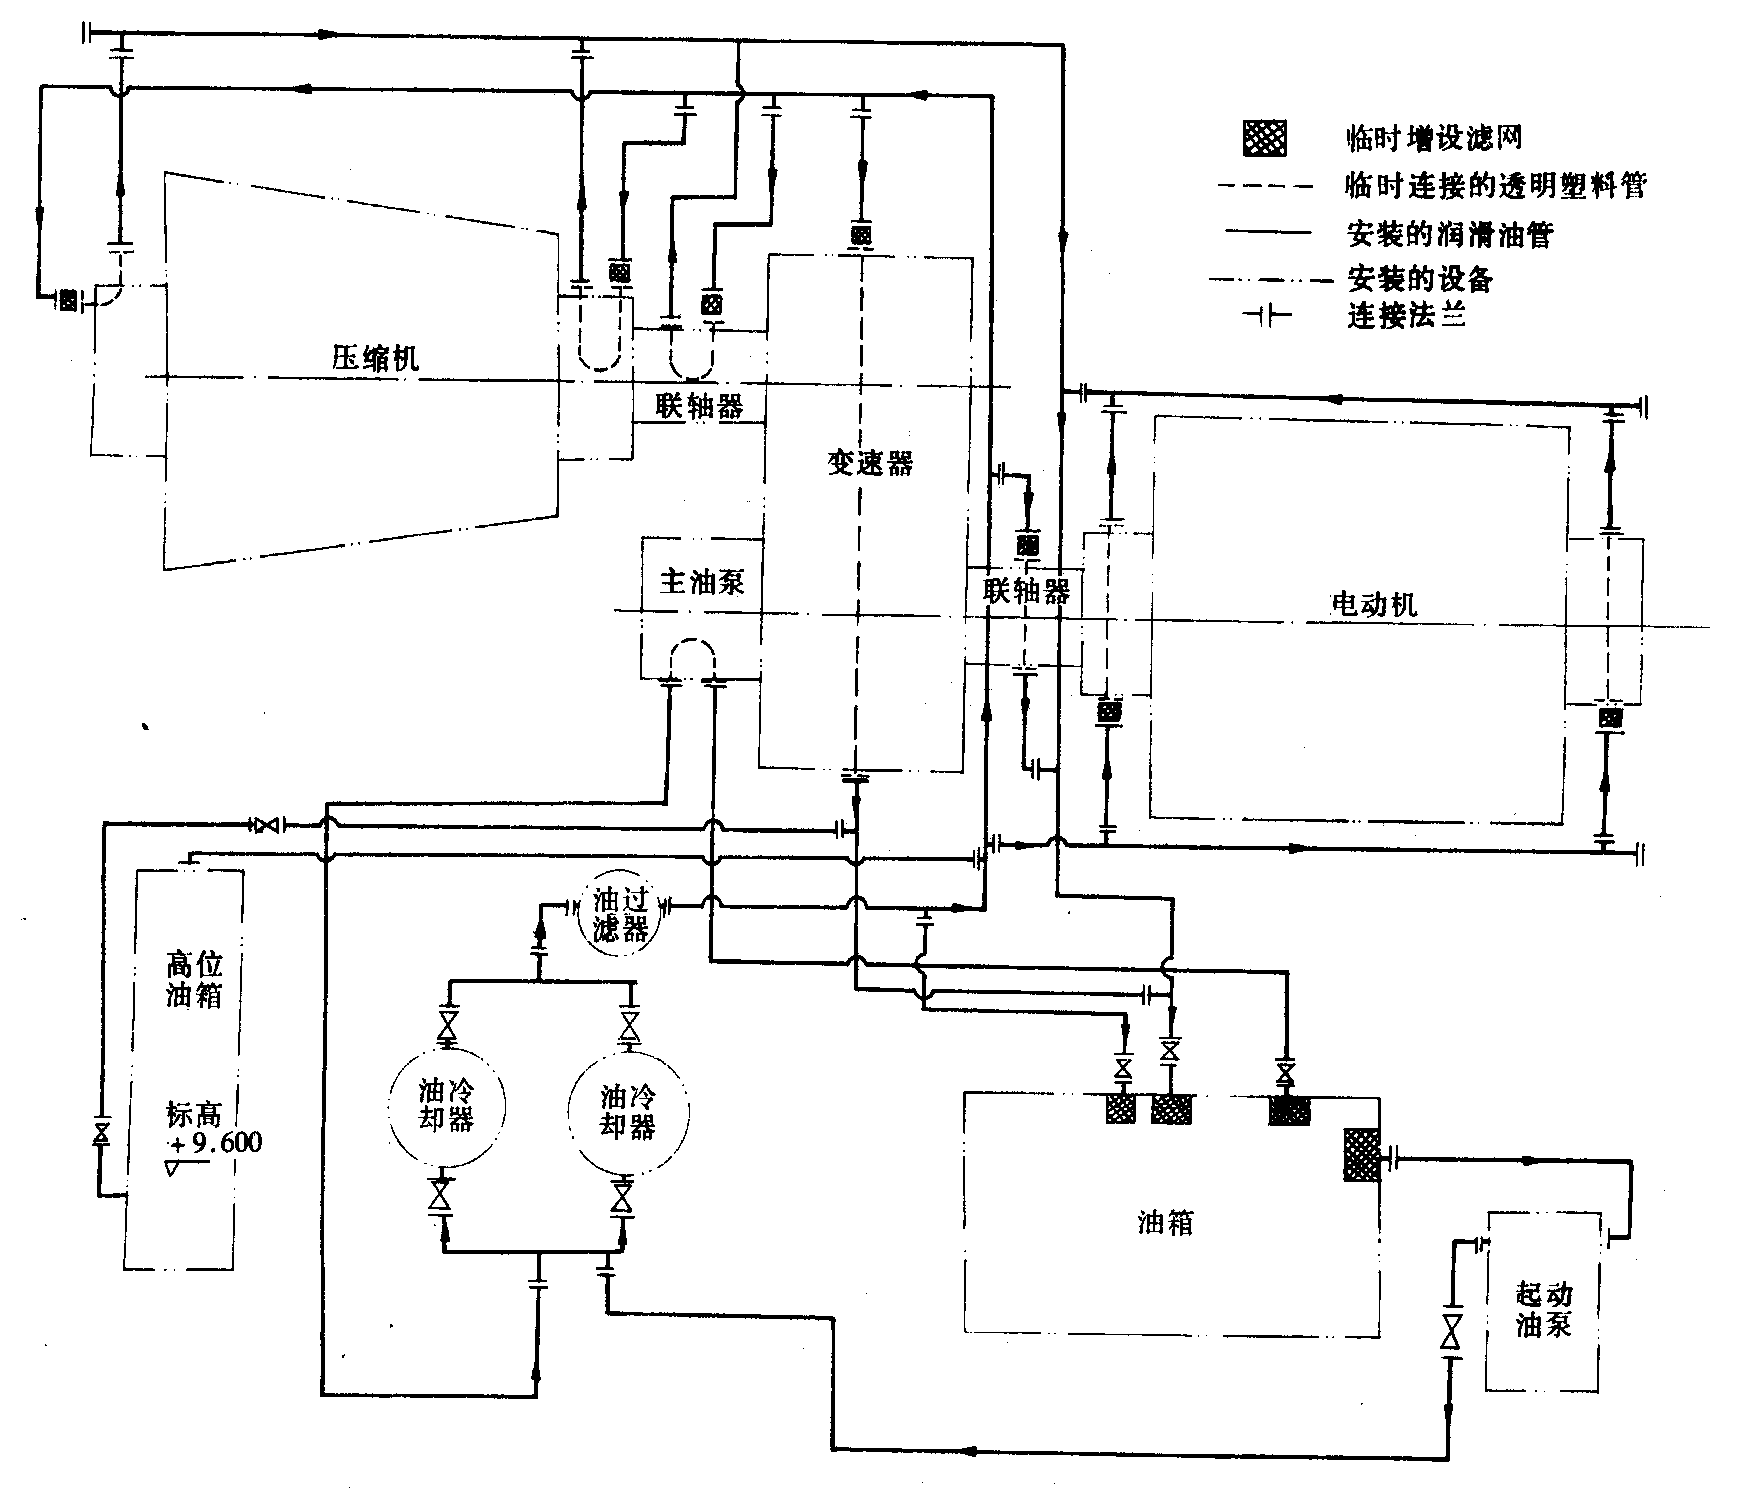 临时增设滤网
临时连接的透明塑料管
安装的润滑油管
安装的设备
连接法兰
压缩机
联轴器
变速器
主油泵
联轴器
电动机
油过
滤器
高位
油箱
标高
+9.600
油冷
却器
油冷
却器
油箱
起动
油泵